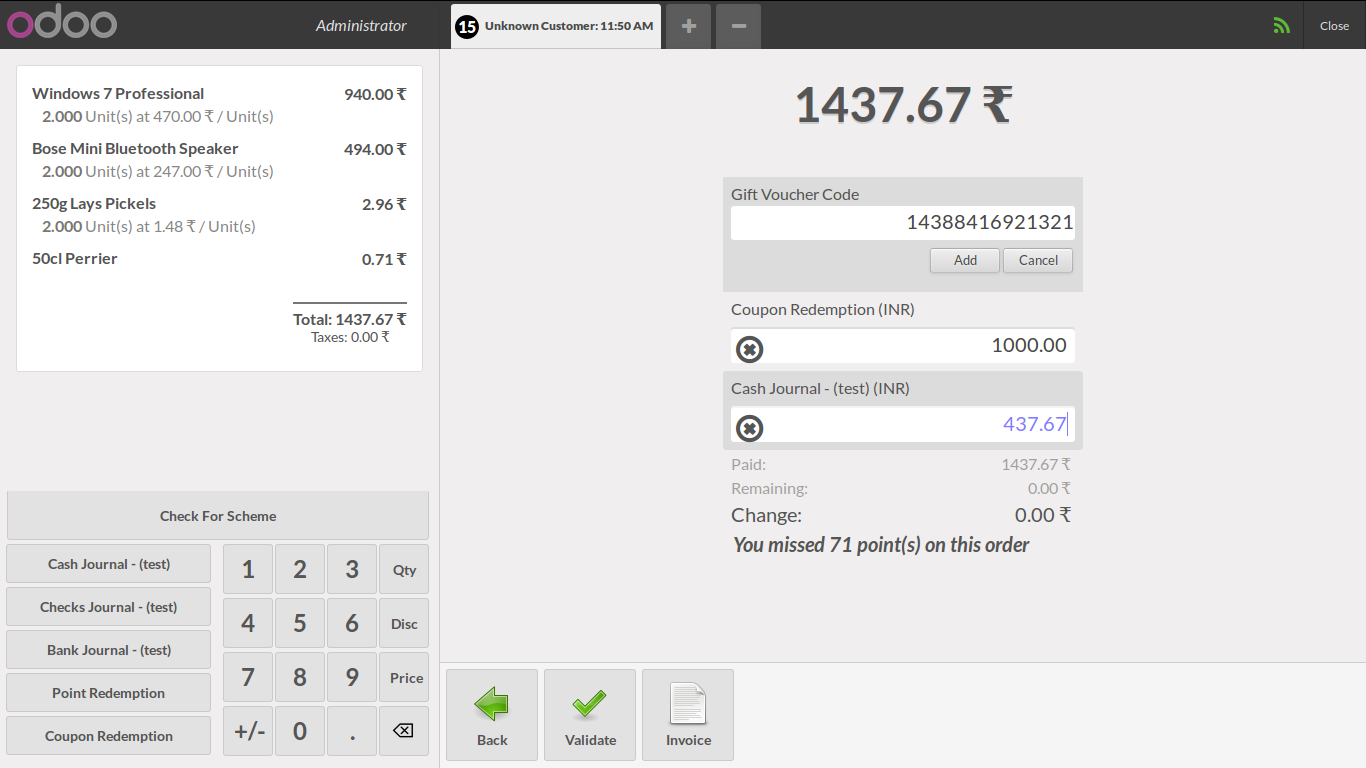 odoo
Administrator
15 Unknown Customer: 11:50 AM
+
−
Close
Windows 7 Professional 940.00 ₹
2.000 Unit(s) at 470.00 ₹ / Unit(s)
Bose Mini Bluetooth Speaker 494.00 ₹
2.000 Unit(s) at 247.00 ₹ / Unit(s)
250g Lays Pickels 2.96 ₹
2.000 Unit(s) at 1.48 ₹ / Unit(s)
50cl Perrier 0.71 ₹
Total: 1437.67 ₹
Taxes: 0.00 ₹
Check For Scheme
Cash Journal - (test)
Checks Journal - (test)
Bank Journal - (test)
Point Redemption
Coupon Redemption
1 2 3 Qty
4 5 6 Disc
7 8 9 Price
+/- 0 .
1437.67 ₹
Gift Voucher Code
14388416921321
Add Cancel
Coupon Redemption (INR)
1000.00
Cash Journal - (test) (INR)
437.67
Paid: 1437.67 ₹
Remaining: 0.00 ₹
Change: 0.00 ₹
You missed 71 point(s) on this order
Back Validate Invoice